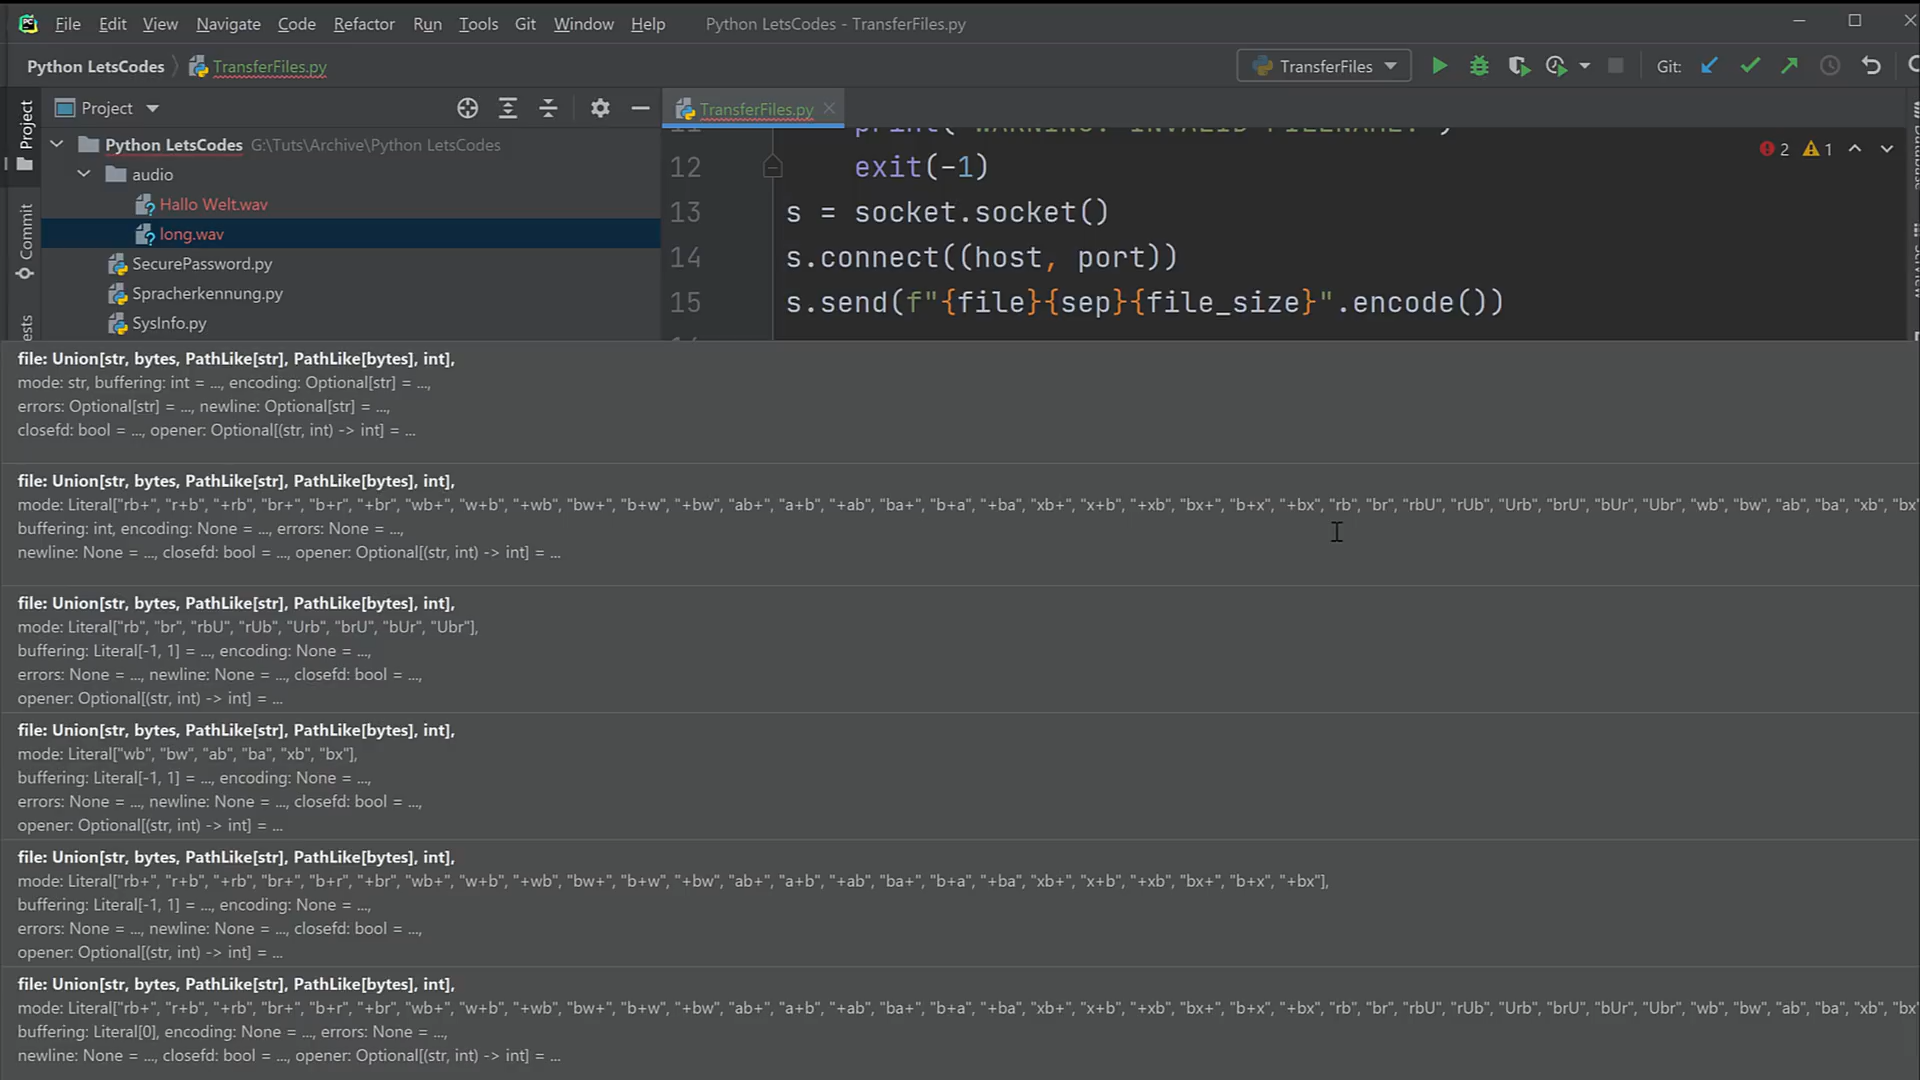 File Edit View Navigate Code Refactor Run Tools Git Window Help Python LetsCodes - TransferFiles.py
Python LetsCodes TransferFiles.py TransferFiles Git:
Project TransferFiles.py
Project
Commit
Python LetsCodes G:\Tuts\Archive\Python LetsCodes
audio
Hallo Welt.wav
long.wav
SecurePassword.py
Spracherkennung.py
SysInfo.py
2 1
12 exit(-1)
13 s = socket.socket()
14 s.connect((host, port))
15 s.send(f"{file}{sep}{file_size}".encode())
file: Union[str, bytes, PathLike[str], PathLike[bytes], int],
mode: str, buffering: int = ..., encoding: Optional[str] = ...,
errors: Optional[str] = ..., newline: Optional[str] = ...,
closefd: bool = ..., opener: Optional[(str, int) -> int] = ...
file: Union[str, bytes, PathLike[str], PathLike[bytes], int],
mode: Literal["rb+", "r+b", "+rb", "br+", "b+r", "+br", "wb+", "w+b", "+wb", "bw+", "b+w", "+bw", "ab+", "a+b", "+ab", "ba+", "b+a", "+ba", "xb+", "x+b", "+xb", "bx+", "b+x", "+bx", "rb", "br", "rbU", "rUb", "Urb", "brU", "bUr", "Ubr", "wb", "bw", "ab", "ba", "xb", "bx
buffering: int, encoding: None = ..., errors: None = ...,
newline: None = ..., closefd: bool = ..., opener: Optional[(str, int) -> int] = ...
file: Union[str, bytes, PathLike[str], PathLike[bytes], int],
mode: Literal["rb", "br", "rbU", "rUb", "Urb", "brU", "bUr", "Ubr"],
buffering: Literal[-1, 1] = ..., encoding: None = ...,
errors: None = ..., newline: None = ..., closefd: bool = ...,
opener: Optional[(str, int) -> int] = ...
file: Union[str, bytes, PathLike[str], PathLike[bytes], int],
mode: Literal["wb", "bw", "ab", "ba", "xb", "bx"],
buffering: Literal[-1, 1] = ..., encoding: None = ...,
errors: None = ..., newline: None = ..., closefd: bool = ...,
opener: Optional[(str, int) -> int] = ...
file: Union[str, bytes, PathLike[str], PathLike[bytes], int],
mode: Literal["rb+", "r+b", "+rb", "br+", "b+r", "+br", "wb+", "w+b", "+wb", "bw+", "b+w", "+bw", "ab+", "a+b", "+ab", "ba+", "b+a", "+ba", "xb+", "x+b", "+xb", "bx+", "b+x", "+bx"],
buffering: Literal[-1, 1] = ..., encoding: None = ...,
errors: None = ..., newline: None = ..., closefd: bool = ...,
opener: Optional[(str, int) -> int] = ...
file: Union[str, bytes, PathLike[str], PathLike[bytes], int],
mode: Literal["rb+", "r+b", "+rb", "br+", "b+r", "+br", "wb+", "w+b", "+wb", "bw+", "b+w", "+bw", "ab+", "a+b", "+ab", "ba+", "b+a", "+ba", "xb+", "x+b", "+xb", "bx+", "b+x", "+bx", "rb", "br", "rbU", "rUb", "Urb", "brU", "bUr", "Ubr", "wb", "bw", "ab", "ba", "xb", "bx
buffering: Literal[0], encoding: None = ..., errors: None = ...,
newline: None = ..., closefd: bool = ..., opener: Optional[(str, int) -> int] = ...